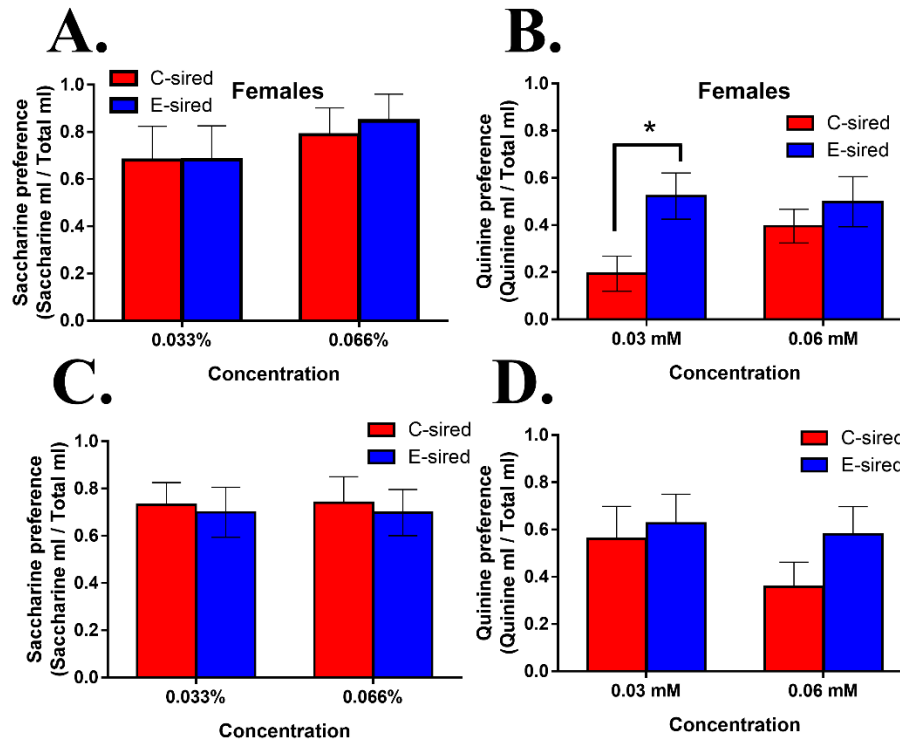 A.
C-sired
E-sired
Females
Saccharine preference
(Saccharine ml / Total ml)
1.0
0.8
0.6
0.4
0.2
0.0
0.033%
0.066%
Concentration
B.
Females
C-sired
E-sired
*
Quinine preference
(Quinine ml / Total ml)
1.0
0.8
0.6
0.4
0.2
0.0
0.03 mM
0.06 mM
Concentration
C.
C-sired
E-sired
Saccharine preference
(Saccharine ml / Total ml)
1.0
0.8
0.6
0.4
0.2
0.0
0.033%
0.066%
Concentration
D.
C-sired
E-sired
Quinine preference
(Quinine ml / Total ml)
1.0
0.8
0.6
0.4
0.2
0.0
0.03 mM
0.06 mM
Concentration